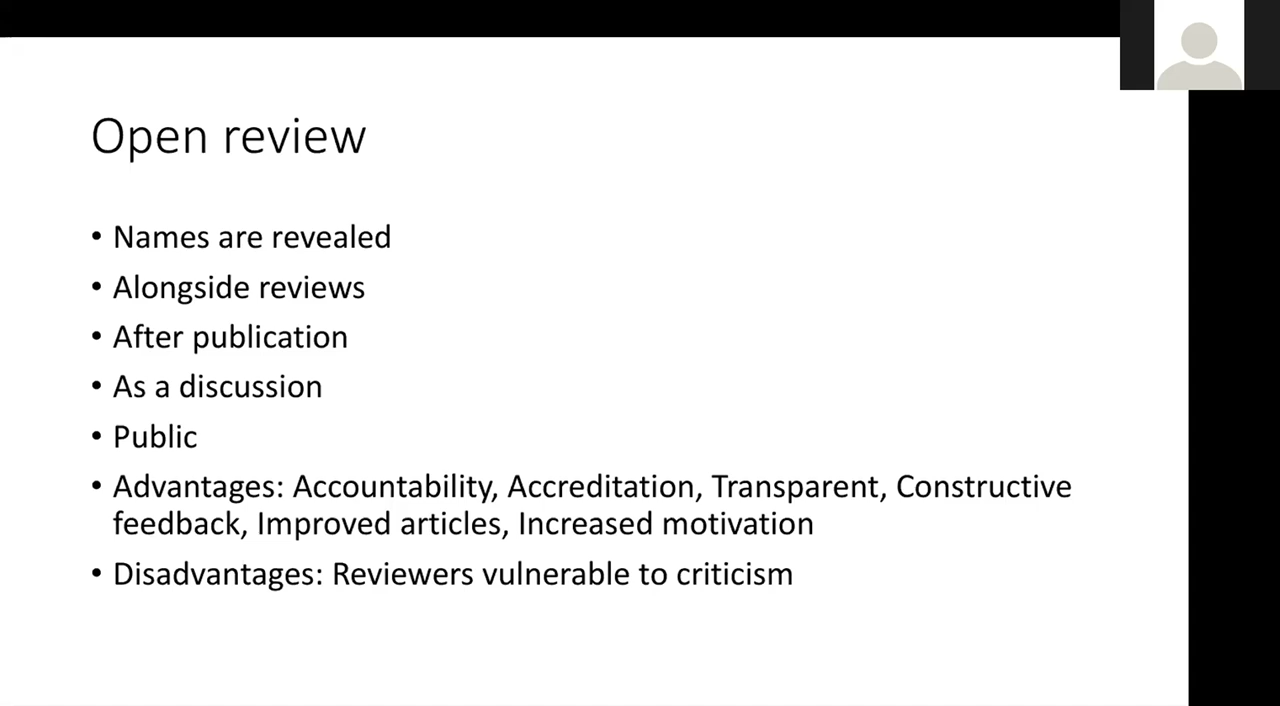 Open review
• Names are revealed
• Alongside reviews
• After publication
• As a discussion
• Public
• Advantages: Accountability, Accreditation, Transparent, Constructive
feedback, Improved articles, Increased motivation
• Disadvantages: Reviewers vulnerable to criticism